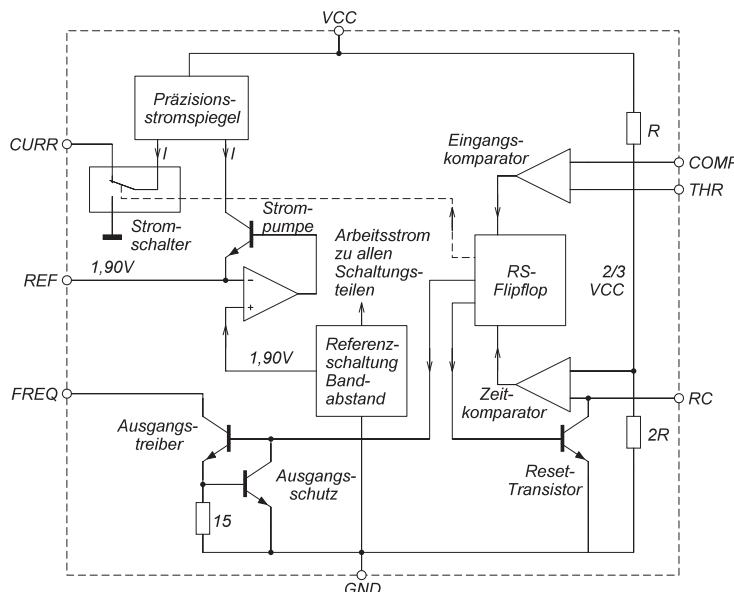 VCC
Präzisions-
stromspiegel
CURR
I
I
Strom-
schalter
Strom-
pumpe
Eingangs-
komparator
R
COMP
THR
Arbeitsstrom
zu allen
Schaltungs-
teilen
RS-
Flipflop
2/3
VCC
REF
1,90V
−
+
1,90V
Referenz-
schaltung
Band-
abstand
FREQ
Ausgangs-
treiber
Zeit-
komparator
RC
2R
Ausgangs-
schutz
Reset-
Transistor
15
GND